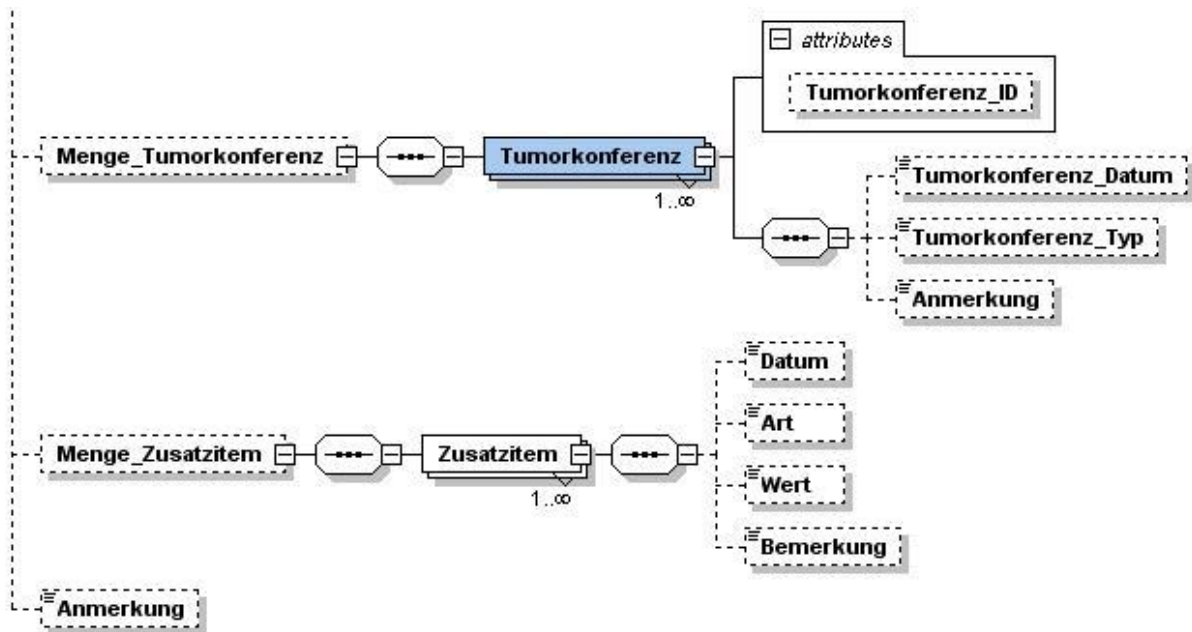 attributes
Tumorkonferenz_ID
Menge_Tumorkonferenz
Tumorkonferenz
1..∞
Tumorkonferenz_Datum
Tumorkonferenz_Typ
Anmerkung
Menge_Zusatzitem
Zusatzitem
1..∞
Datum
Art
Wert
Bemerkung
Anmerkung